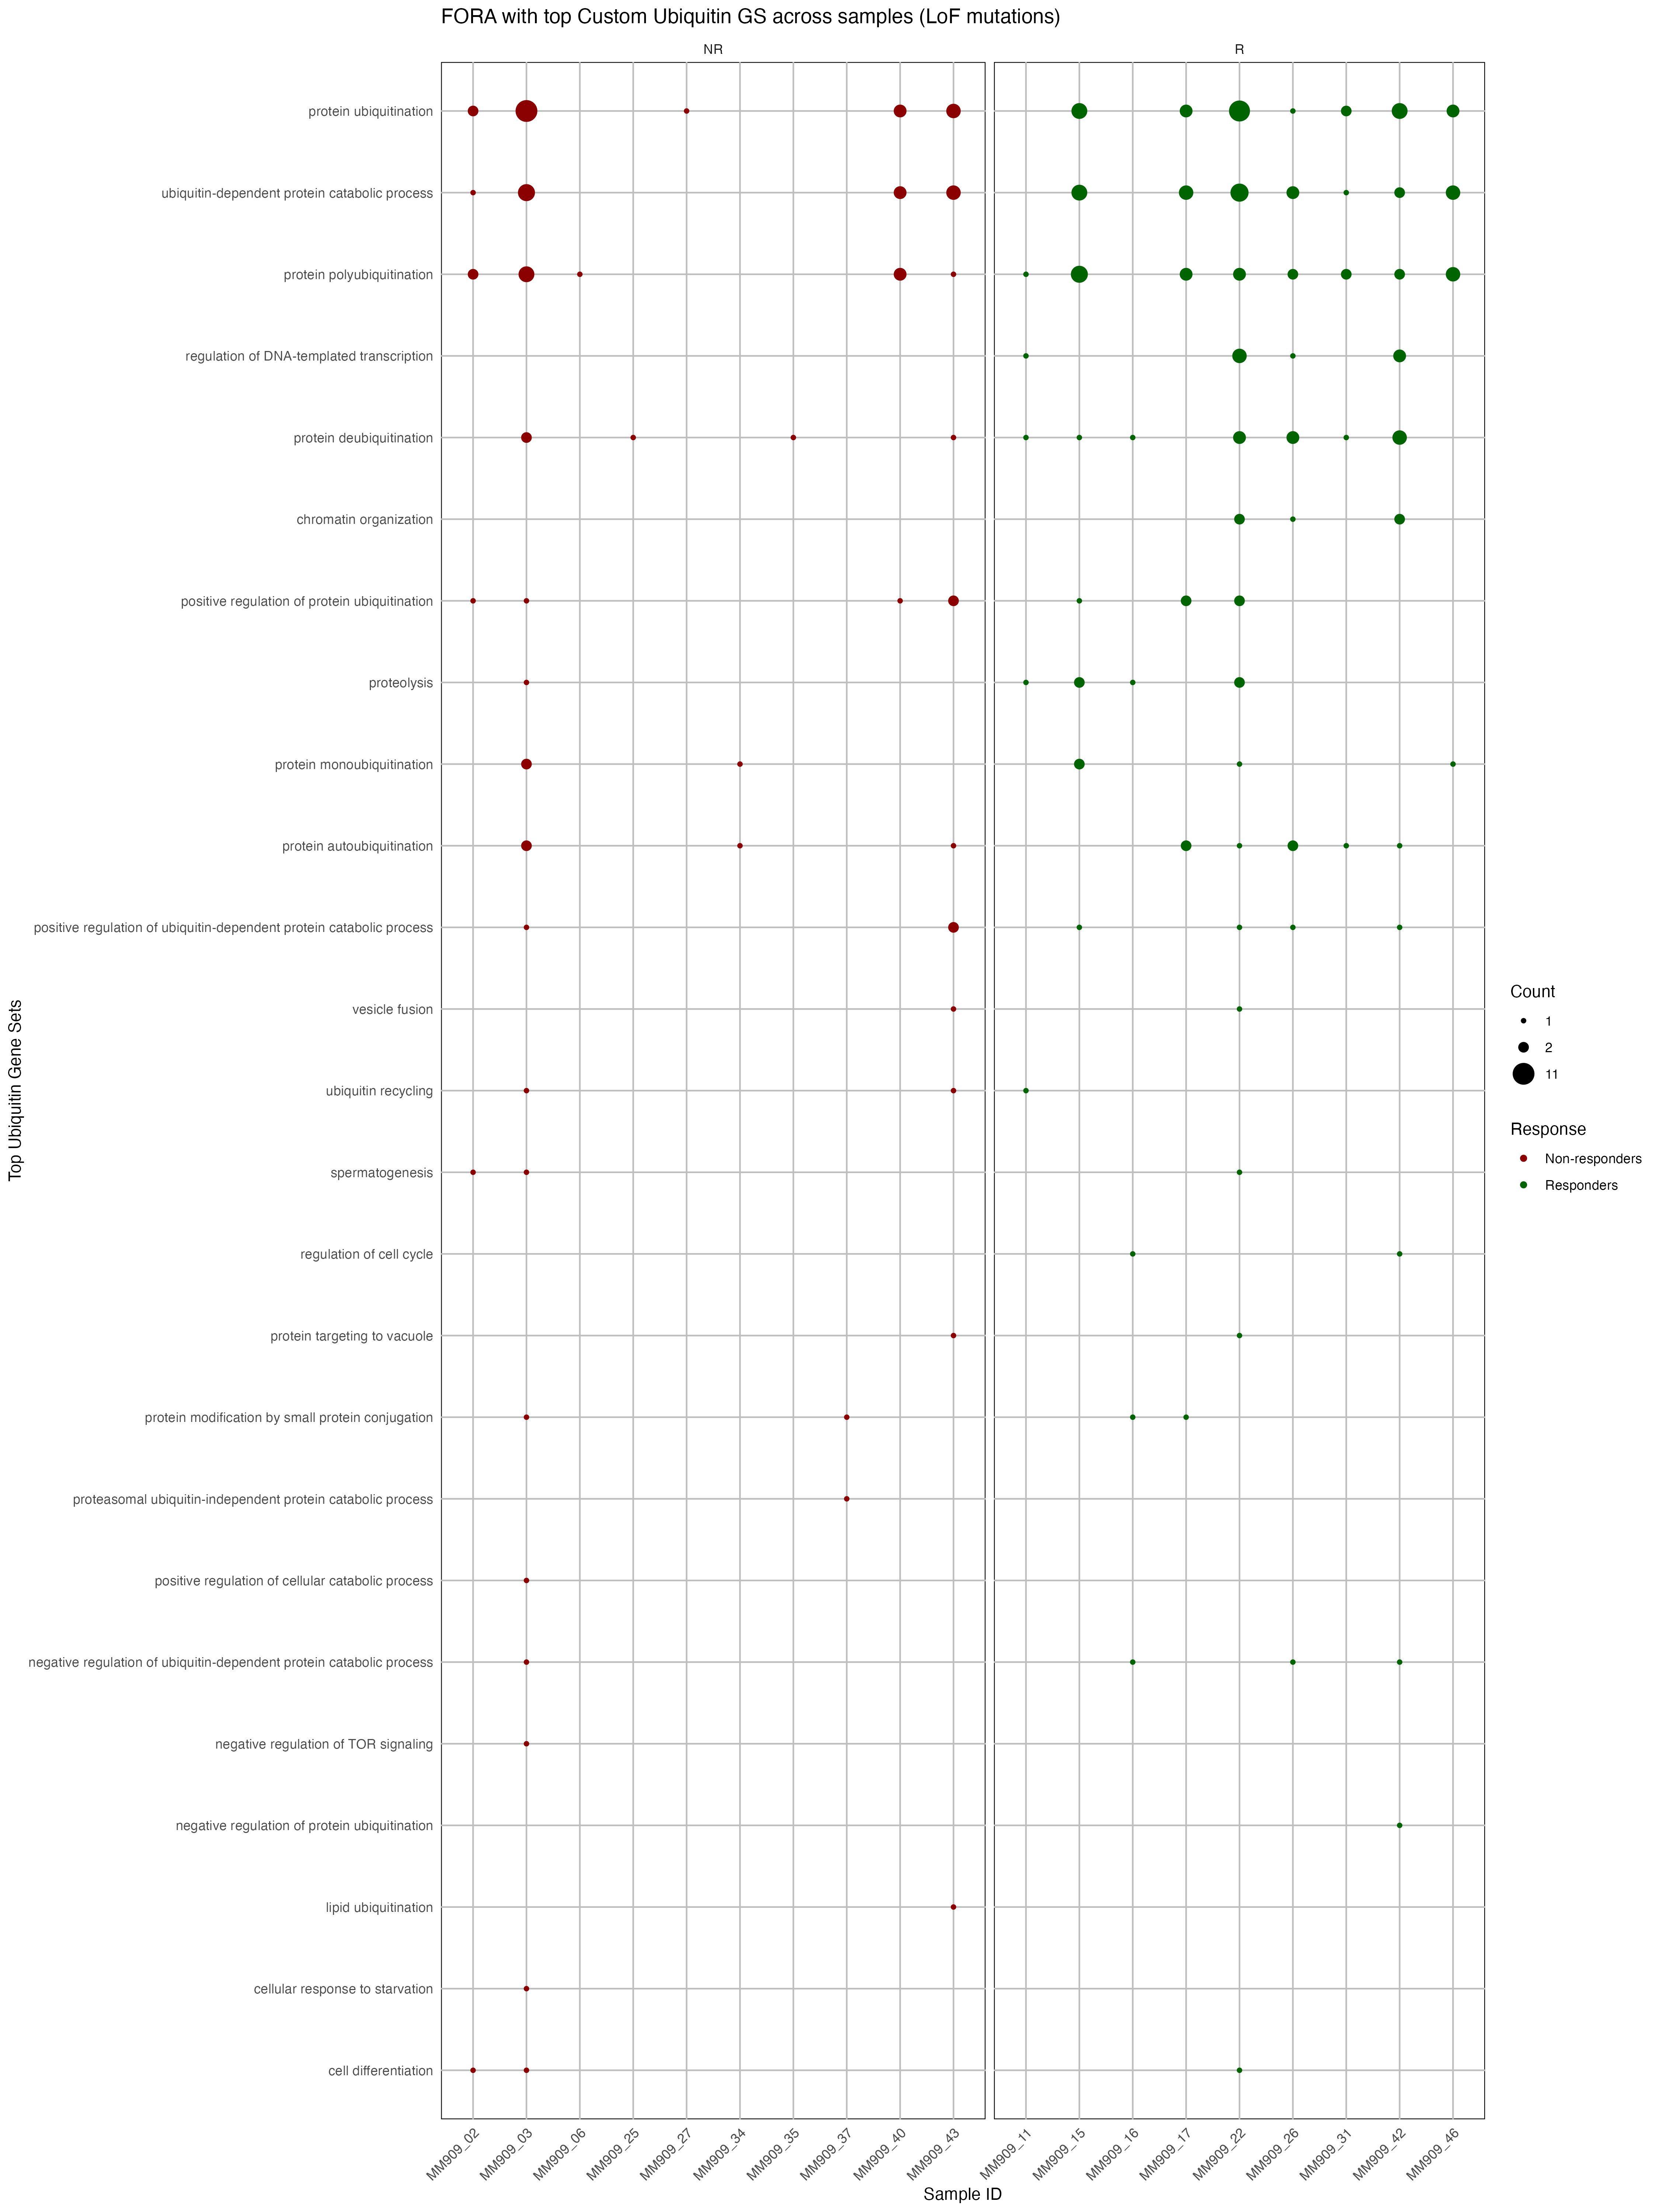 FORA with top Custom Ubiquitin GS across samples (LoF mutations)
NR
R
protein ubiquitination
ubiquitin-dependent protein catabolic process
protein polyubiquitination
regulation of DNA-templated transcription
protein deubiquitination
chromatin organization
positive regulation of protein ubiquitination
proteolysis
protein monoubiquitination
protein autoubiquitination
positive regulation of ubiquitin-dependent protein catabolic process
vesicle fusion
ubiquitin recycling
spermatogenesis
regulation of cell cycle
protein targeting to vacuole
protein modification by small protein conjugation
proteasomal ubiquitin-independent protein catabolic process
positive regulation of cellular catabolic process
negative regulation of ubiquitin-dependent protein catabolic process
negative regulation of TOR signaling
negative regulation of protein ubiquitination
lipid ubiquitination
cellular response to starvation
cell differentiation
Top Ubiquitin Gene Sets
MM909_02
MM909_03
MM909_06
MM909_25
MM909_27
MM909_34
MM909_35
MM909_37
MM909_40
MM909_43
MM909_11
MM909_15
MM909_16
MM909_17
MM909_22
MM909_26
MM909_31
MM909_42
MM909_46
Sample ID
Count
1
2
11
Response
Non-responders
Responders